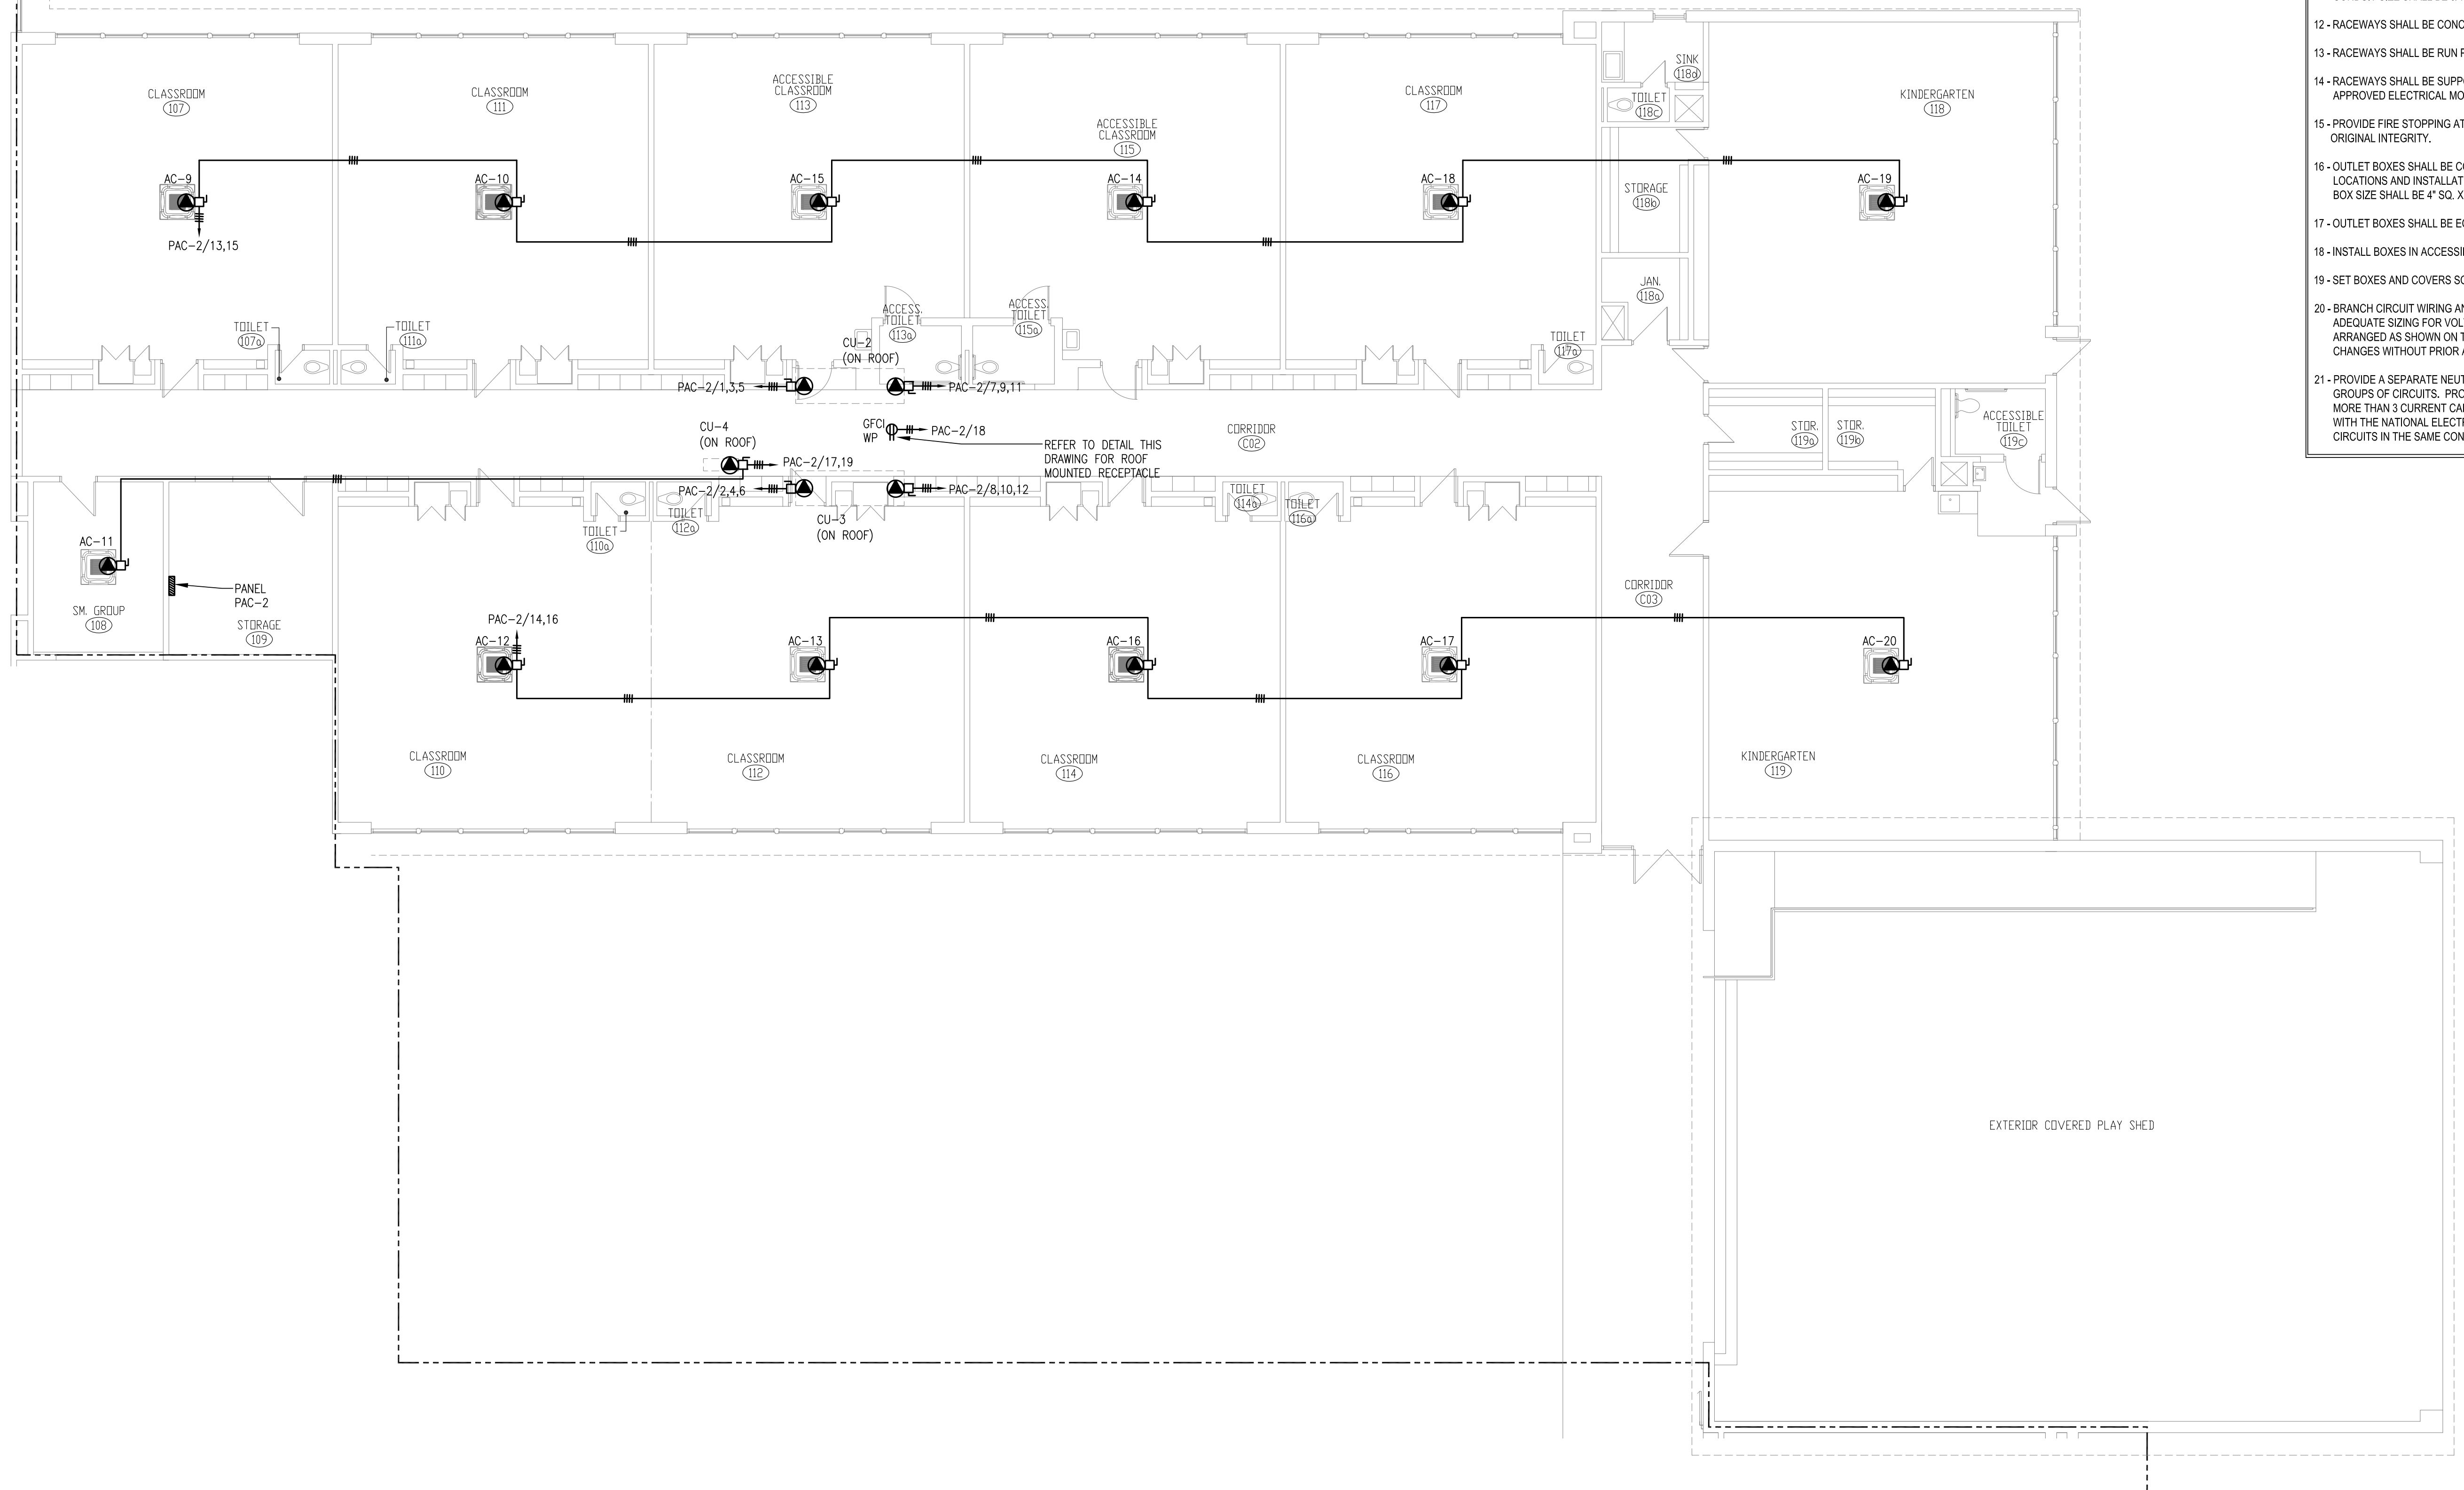 CLASSROOM
107
CLASSROOM
111
ACCESSIBLE
CLASSROOM
113
ACCESSIBLE
CLASSROOM
115
CLASSROOM
117
SINK
118d
TOILET
118c
KINDERGARTEN
118
STORAGE
118b
JAN.
118a
AC-9
AC-10
AC-15
AC-14
AC-18
AC-19
PAC-2/13,15
TOILET
107a
TOILET
111a
ACCESS.
TOILET
113a
ACCESS.
TOILET
115a
TOILET
117a
CU-2
(ON ROOF)
PAC-2/1,3,5
PAC-2/7,9,11
CU-4
(ON ROOF)
GFCI
WP
PAC-2/18
REFER TO DETAIL THIS
DRAWING FOR ROOF
MOUNTED RECEPTACLE
CORRIDOR
C02
STOR.
119a
STOR.
119b
ACCESSIBLE
TOILET
119c
PAC-2/17,19
PAC-2/2,4,6
PAC-2/8,10,12
CU-3
(ON ROOF)
TOILET
110a
TOILET
112a
TOILET
114a
TOILET
116a
AC-11
PANEL
PAC-2
SM. GROUP
108
STORAGE
109
CORRIDOR
C03
PAC-2/14,16
AC-12
AC-13
AC-16
AC-17
AC-20
CLASSROOM
110
CLASSROOM
112
CLASSROOM
114
CLASSROOM
116
KINDERGARTEN
119
EXTERIOR COVERED PLAY SHED
12 - RACEWAYS SHALL BE CONC
13 - RACEWAYS SHALL BE RUN
14 - RACEWAYS SHALL BE SUPP
APPROVED ELECTRICAL MO
15 - PROVIDE FIRE STOPPING AT
ORIGINAL INTEGRITY.
16 - OUTLET BOXES SHALL BE
LOCATIONS AND INSTALLAT
BOX SIZE SHALL BE 4" SQ. X
17 - OUTLET BOXES SHALL BE
18 - INSTALL BOXES IN ACCESSI
19 - SET BOXES AND COVERS
20 - BRANCH CIRCUIT WIRING
ADEQUATE SIZING FOR VOL
ARRANGED AS SHOWN ON
CHANGES WITHOUT PRIOR
21 - PROVIDE A SEPARATE NEUT
GROUPS OF CIRCUITS. PRO
MORE THAN 3 CURRENT
WITH THE NATIONAL ELECT
CIRCUITS IN THE SAME CON